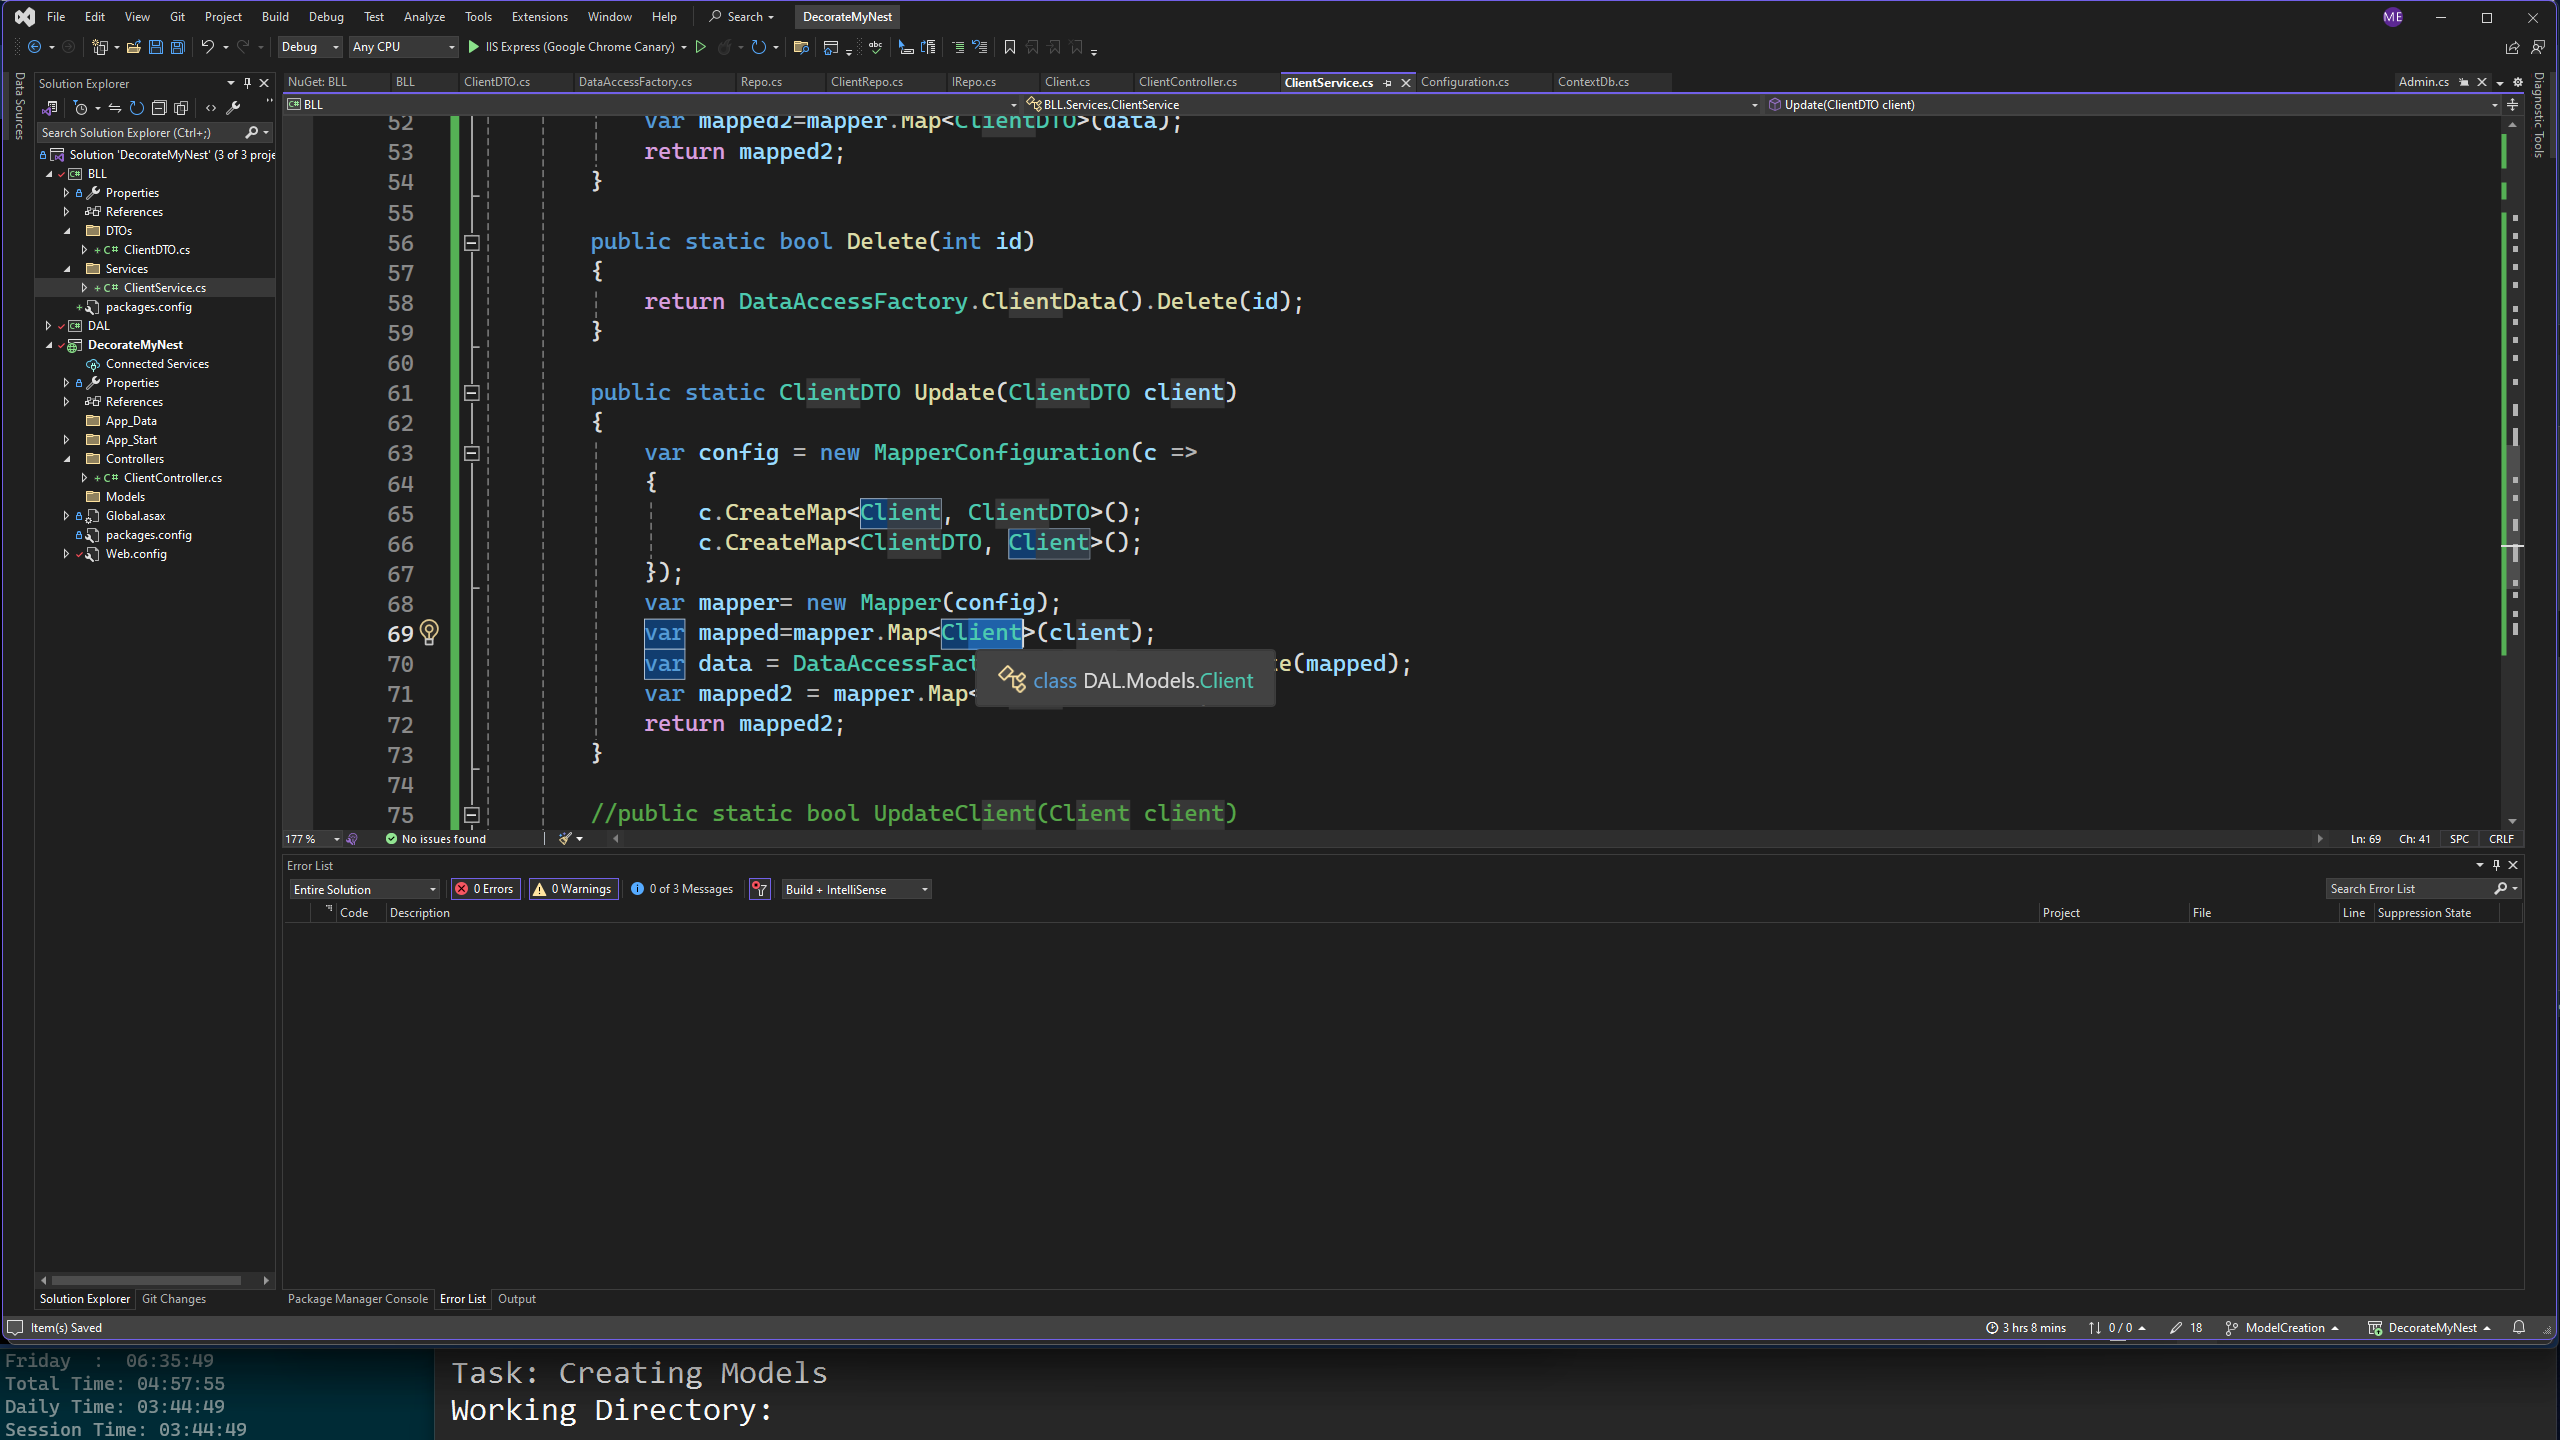 File Edit View Git Project Build Debug Test Analyze Tools Extensions Window Help Search DecorateMyNest ME
Debug Any CPU IIS Express (Google Chrome Canary)
Data Sources
Solution Explorer
Search Solution Explorer (Ctrl+;)
Solution 'DecorateMyNest' (3 of 3 proje
BLL
Properties
References
DTOs
C# ClientDTO.cs
Services
C# ClientService.cs
packages.config
DAL
DecorateMyNest
Connected Services
Properties
References
App_Data
App_Start
Controllers
C# ClientController.cs
Models
Global.asax
packages.config
Web.config
Solution Explorer Git Changes
NuGet: BLL BLL ClientDTO.cs DataAccessFactory.cs Repo.cs ClientRepo.cs IRepo.cs Client.cs ClientController.cs ClientService.cs Configuration.cs ContextDb.cs Admin.cs
BLL BLL.Services.ClientService Update(ClientDTO client)
52 var mapped2=mapper.Map<ClientDTO>(data);
53 return mapped2;
54 }
55
56 public static bool Delete(int id)
57 {
58 return DataAccessFactory.ClientData().Delete(id);
59 }
60
61 public static ClientDTO Update(ClientDTO client)
62 {
63 var config = new MapperConfiguration(c =>
64 {
65 c.CreateMap<Client, ClientDTO>();
66 c.CreateMap<ClientDTO, Client>();
67 });
68 var mapper= new Mapper(config);
69 var mapped=mapper.Map<Client>(client);
70 var data = DataAccessFact te(mapped);
class DAL.Models.Client
71 var mapped2 = mapper.Map<
72 return mapped2;
73 }
74
75 //public static bool UpdateClient(Client client)
177 % No issues found Ln: 69 Ch: 41 SPC CRLF
Diagnostic Tools
Error List
Entire Solution 0 Errors 0 Warnings 0 of 3 Messages Build + IntelliSense Search Error List
Code Description Project File Line Suppression State
Package Manager Console Error List Output
Item(s) Saved 3 hrs 8 mins 0 / 0 18 ModelCreation DecorateMyNest
Friday : 06:35:49
Total Time: 04:57:55
Daily Time: 03:44:49
Session Time: 03:44:49
Task: Creating Models
Working Directory: